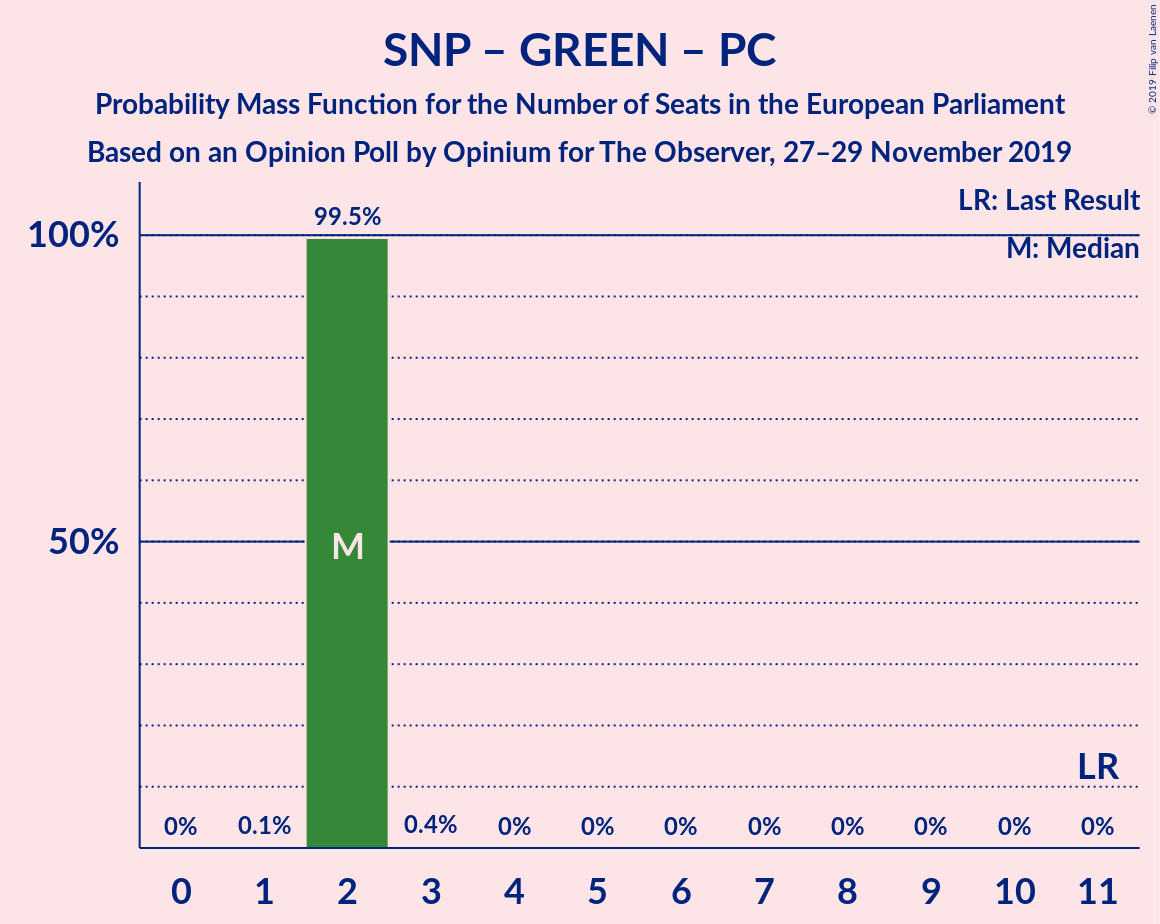 SNP – GREEN – PC
Probability Mass Function for the Number of Seats in the European Parliament
Based on an Opinion Poll by Opinium for The Observer, 27–29 November 2019
© 2019 Filip van Laenen
LR: Last Result
M: Median
100%
50%
99.5%
M
LR
0% 0.1% 0.4% 0% 0% 0% 0% 0% 0% 0% 0%
0 1 2 3 4 5 6 7 8 9 10 11